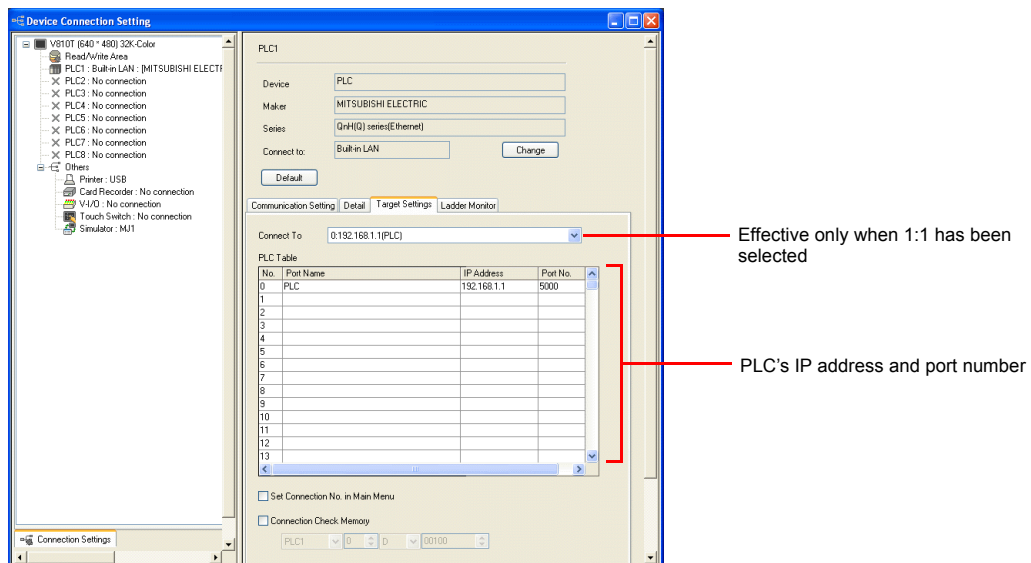 Device Connection Setting
V810T (640 * 480) 32K-Color
Read/Write Area
PLC1 : Built-in LAN : [MITSUBISHI ELECTF
PLC2 : No connection
PLC3 : No connection
PLC4 : No connection
PLC5 : No connection
PLC6 : No connection
PLC7 : No connection
PLC8 : No connection
Others
Printer : USB
Card Recorder : No connection
V-I/O : No connection
Touch Switch : No connection
Simulator : MJ1
Connection Settings
PLC1
Device PLC
Maker MITSUBISHI ELECTRIC
Series QnH(Q) series(Ethernet)
Connect to: Built-in LAN Change
Default
Communication Setting Detail Target Settings Ladder Monitor
Connect To 0:192.168.1.1(PLC)
PLC Table
No. Port Name IP Address Port No.
0 PLC 192.168.1.1 5000
1
2
3
4
5
6
7
8
9
10
11
12
13
Set Connection No. in Main Menu
Connection Check Memory
PLC1 0 D 00100
Effective only when 1:1 has been
selected
PLC's IP address and port number